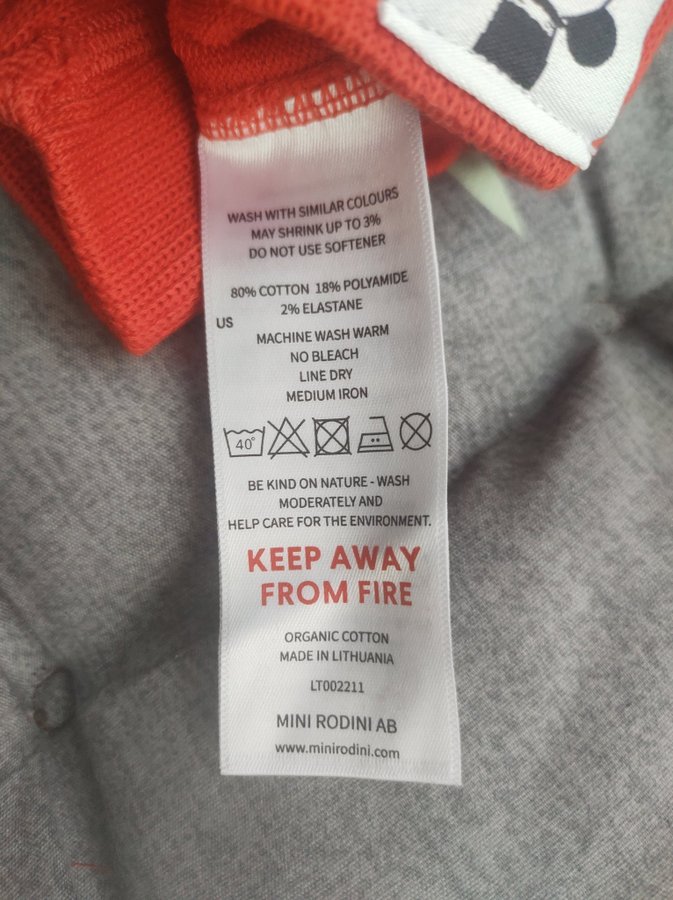 WASH WITH SIMILAR COLOURS
MAY SHRINK UP TO 3%
DO NOT USE SOFTENER
80% COTTON 18% POLYAMIDE
2% ELASTANE
US
MACHINE WASH WARM
NO BLEACH
LINE DRY
MEDIUM IRON
40°
BE KIND ON NATURE - WASH
MODERATELY AND
HELP CARE FOR THE ENVIRONMENT.
KEEP AWAY
FROM FIRE
ORGANIC COTTON
MADE IN LITHUANIA
LT002211
MINI RODINI AB
www.minirodini.com